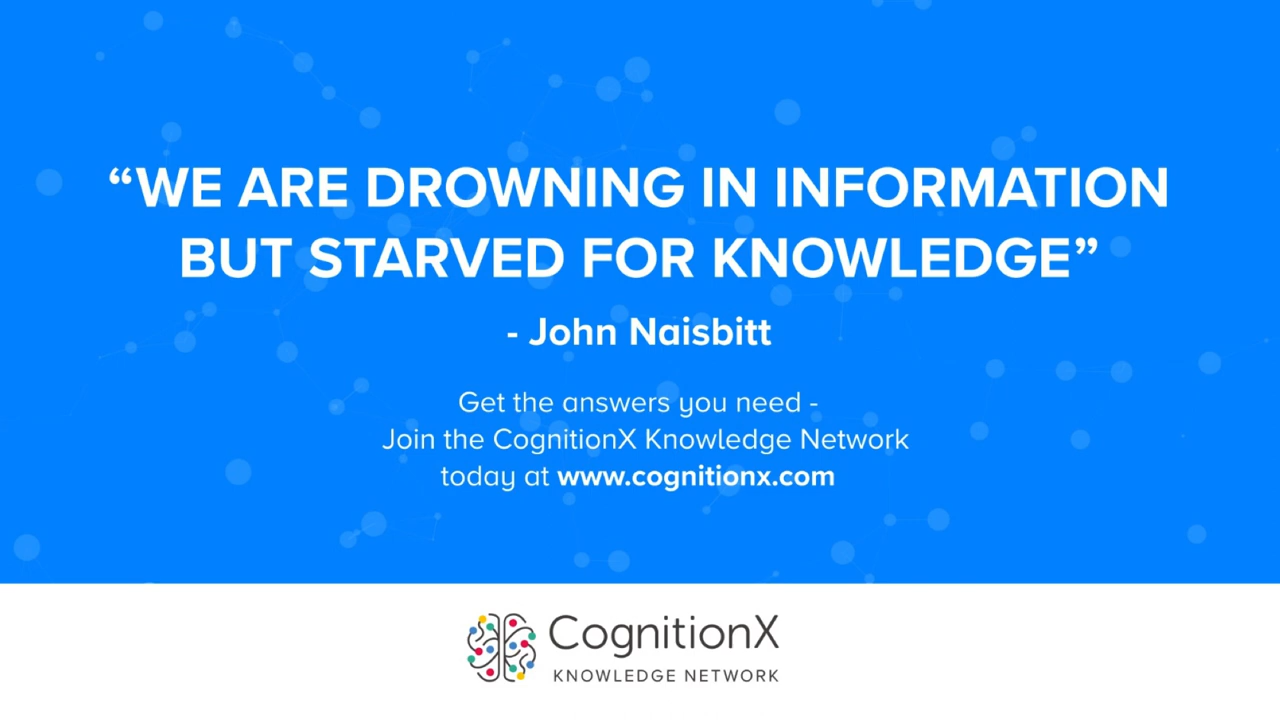 “WE ARE DROWNING IN INFORMATION
BUT STARVED FOR KNOWLEDGE”
- John Naisbitt
Get the answers you need -
Join the CognitionX Knowledge Network
today at www.cognitionx.com
CognitionX
KNOWLEDGE NETWORK